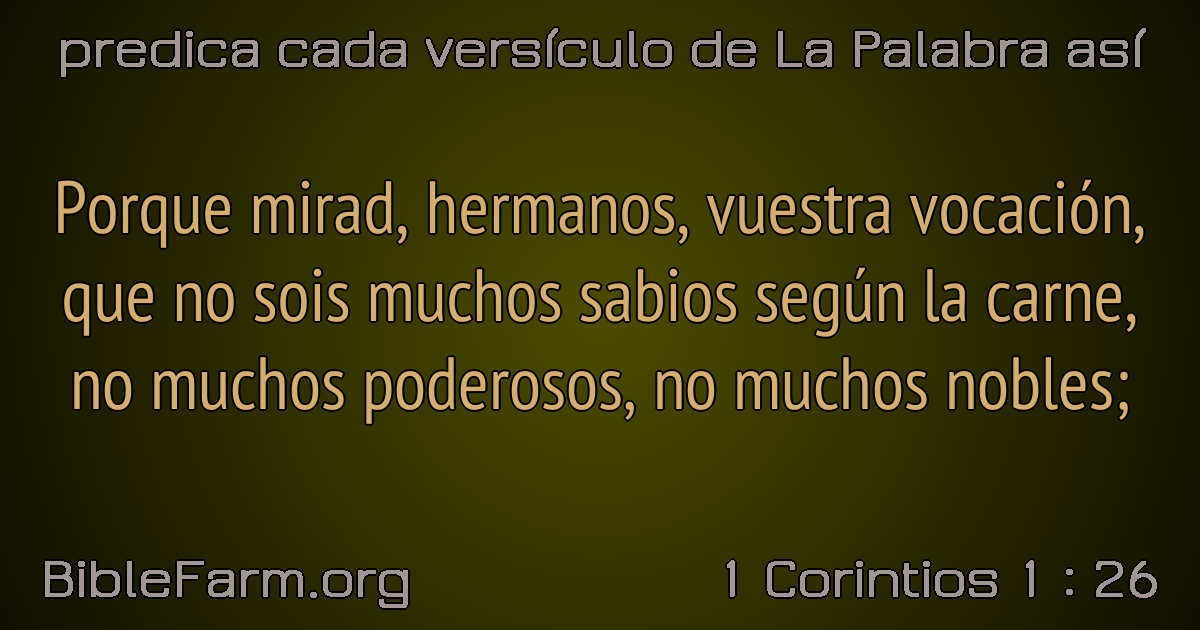 predica cada versículo de La Palabra así
Porque mirad, hermanos, vuestra vocación,
que no sois muchos sabios según la carne,
no muchos poderosos, no muchos nobles;
BibleFarm.org
1 Corintios 1 : 26